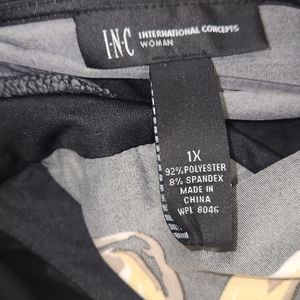 I·N·C INTERNATIONAL CONCEPTS
WOMAN
1X
92% POLYESTER
8% SPANDEX
MADE IN
CHINA
WPL 8046